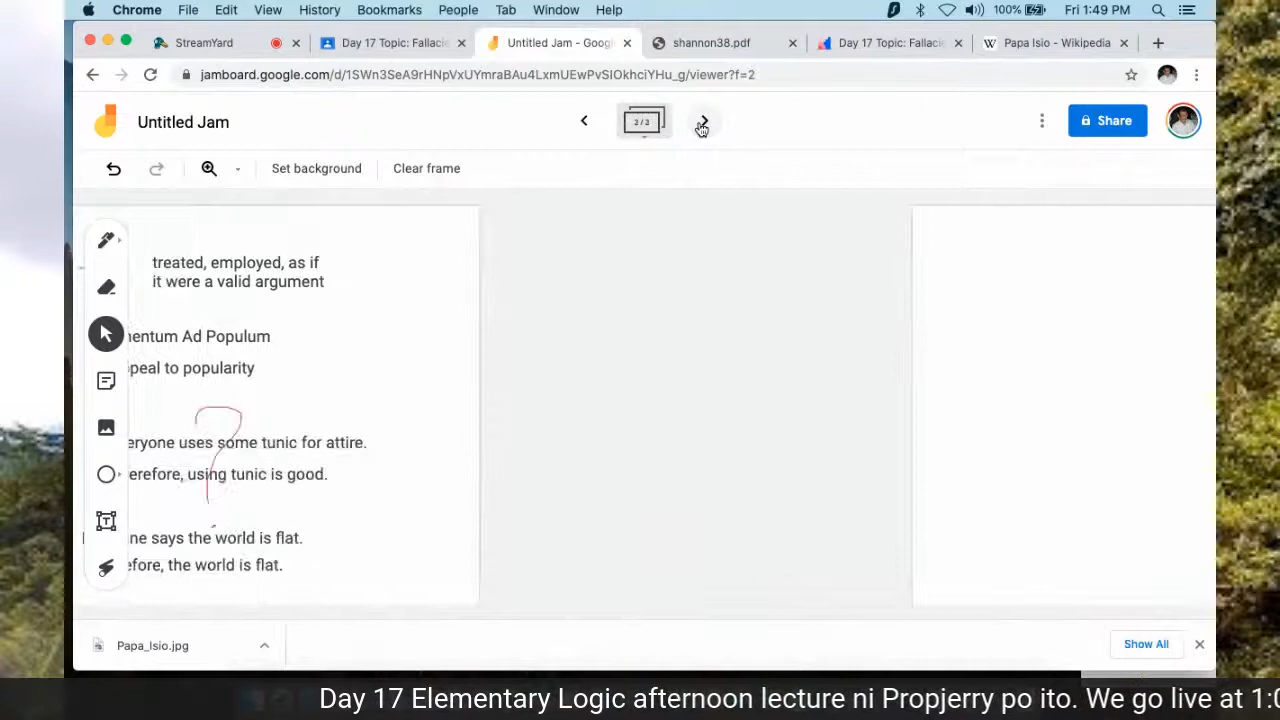 Chrome File Edit View History Bookmarks People Tab Window Help 100% Fri 1:49 PM
StreamYard Day 17 Topic: Fallacie Untitled Jam - Goog shannon38.pdf Day 17 Topic: Fallacie Papa Isio - Wikipedia
jamboard.google.com/d/1SWn3SeA9rHNpVxUYmraBAu4LxmUEwPvSIOkhciYHu_g/viewer?f=2
Untitled Jam Share
Set background Clear frame
treated, employed, as if
it were a valid argument
mentum Ad Populum
peal to popularity
eryone uses some tunic for attire.
erefore, using tunic is good.
ne says the world is flat.
efore, the world is flat.
Papa_Isio.jpg Show All
Day 17 Elementary Logic afternoon lecture ni Propjerry po ito. We go live at 1:0